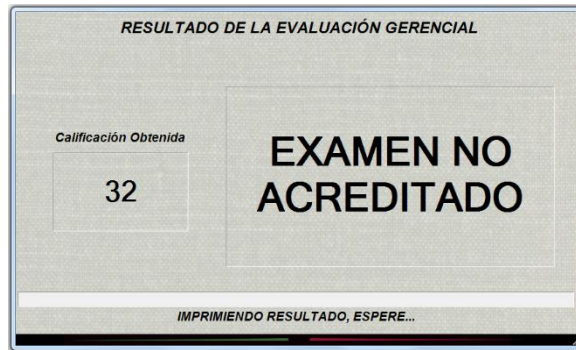 RESULTADO DE LA EVALUACIÓN GERENCIAL
Calificación Obtenida
32
EXAMEN NO
ACREDITADO
IMPRIMIENDO RESULTADO, ESPERE...